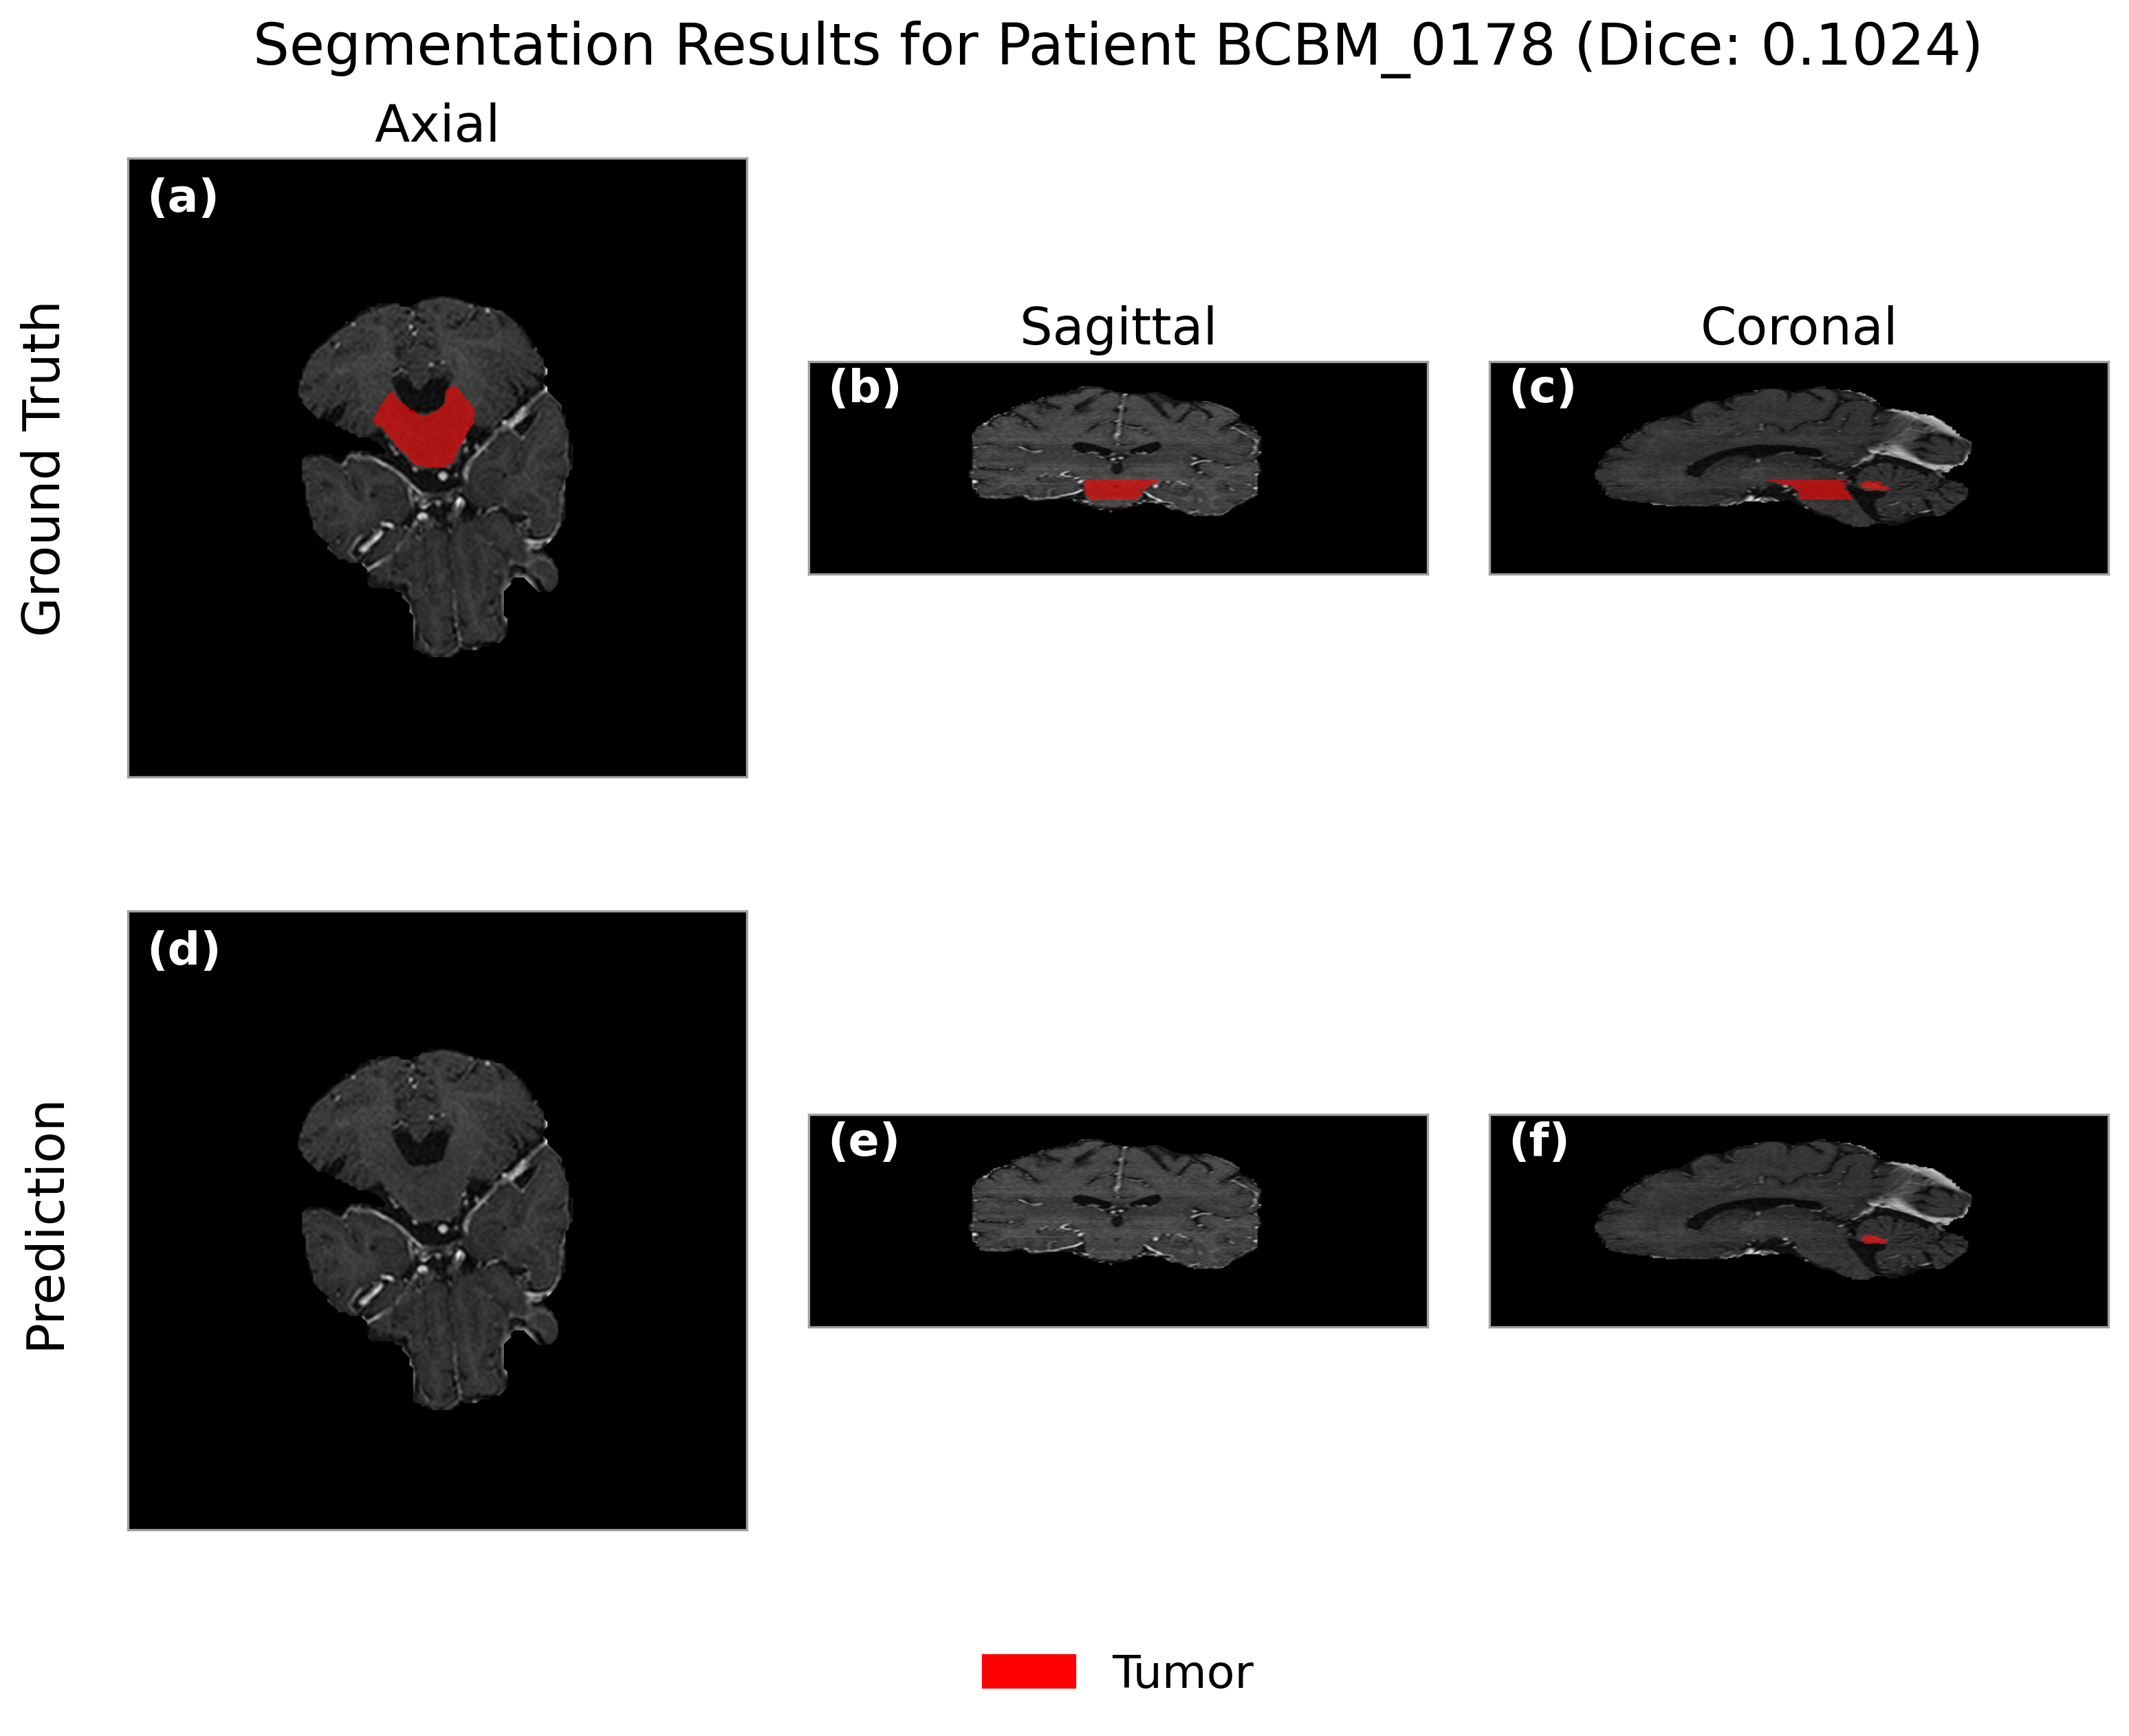 Segmentation Results for Patient BCBM_0178 (Dice: 0.1024)
Axial
Sagittal
Coronal
Ground Truth
(a)
(b)
(c)
Prediction
(d)
(e)
(f)
Tumor